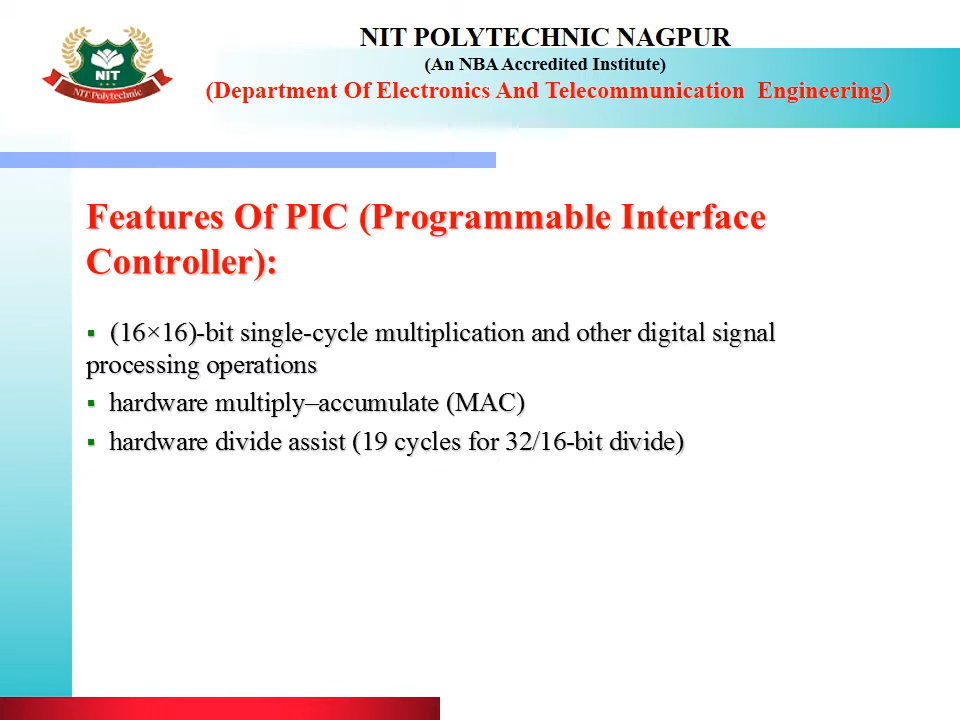 NIT POLYTECHNIC NAGPUR
(An NBA Accredited Institute)
(Department Of Electronics And Telecommunication Engineering)
NIT
NIT Polytechnic
Features Of PIC (Programmable Interface
Controller):
▪ (16×16)-bit single-cycle multiplication and other digital signal
processing operations
▪ hardware multiply–accumulate (MAC)
▪ hardware divide assist (19 cycles for 32/16-bit divide)